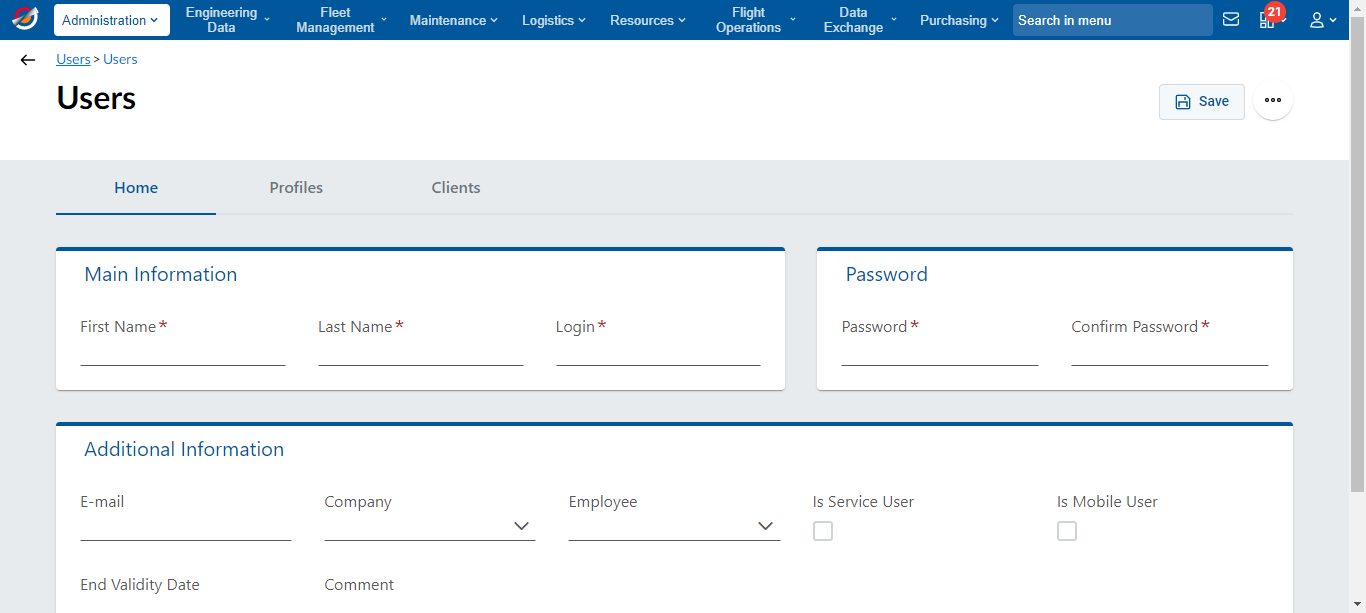 Administration
Engineering Data
Fleet Management
Maintenance
Logistics
Resources
Flight Operations
Data Exchange
Purchasing
Search in menu
21
Users > Users
Users
Save
Home
Profiles
Clients
Main Information
First Name*
Last Name*
Login*
Password
Password*
Confirm Password*
Additional Information
E-mail
Company
Employee
Is Service User
Is Mobile User
End Validity Date
Comment